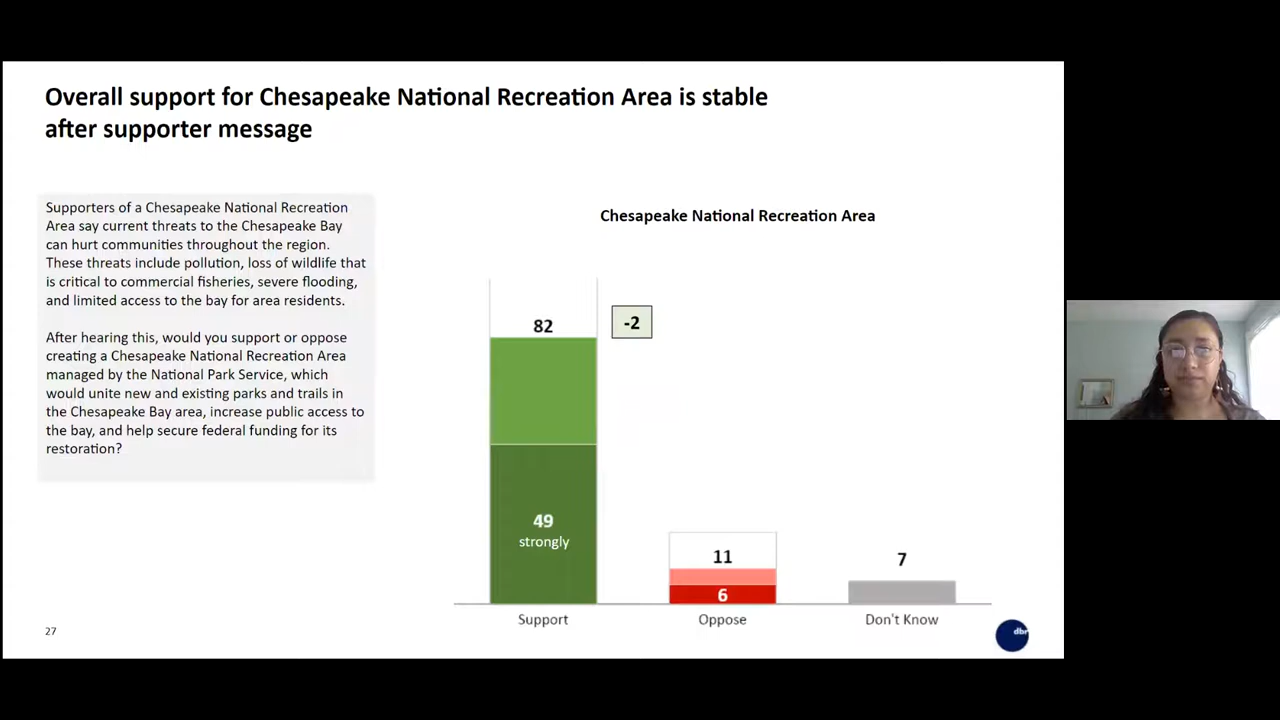 Overall support for Chesapeake National Recreation Area is stable
after supporter message
Supporters of a Chesapeake National Recreation
Area say current threats to the Chesapeake Bay
can hurt communities throughout the region.
These threats include pollution, loss of wildlife that
is critical to commercial fisheries, severe flooding,
and limited access to the bay for area residents.
After hearing this, would you support or oppose
creating a Chesapeake National Recreation Area
managed by the National Park Service, which
would unite new and existing parks and trails in
the Chesapeake Bay area, increase public access to
the bay, and help secure federal funding for its
restoration?
Chesapeake National Recreation Area
82
-2
49
strongly
11
6
7
Support
Oppose
Don't Know
27
dbr